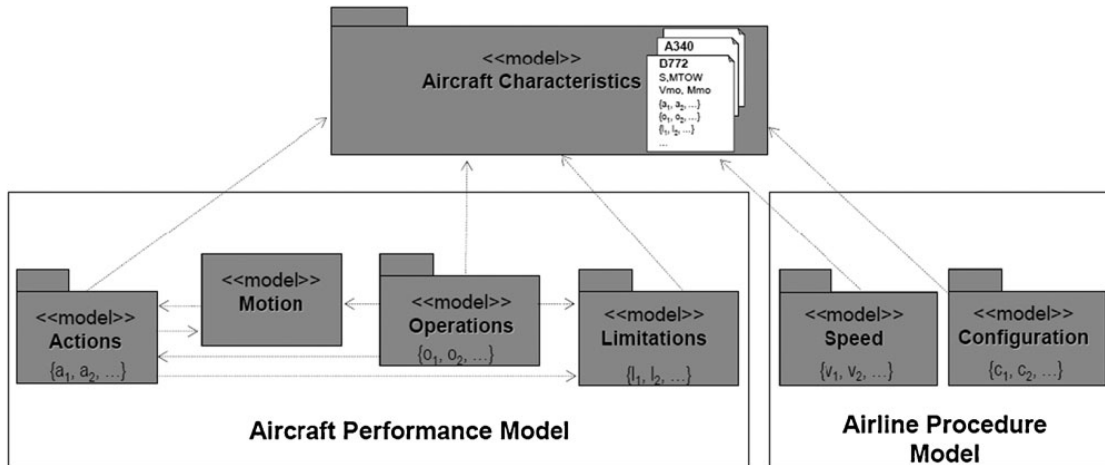 <<model>>
Aircraft Characteristics
A340
B772
S,MTOW
Vmo, Mmo
{a₁, a₂, ...}
{o₁, o₂, ...}
{l₁, l₂, ...}
...
<<model>>
Actions
{a₁, a₂, ...}
<<model>>
Motion
<<model>>
Operations
{o₁, o₂, ...}
<<model>>
Limitations
{l₁, l₂, ...}
Aircraft Performance Model
<<model>>
Speed
{v₁, v₂, ...}
<<model>>
Configuration
{c₁, c₂, ...}
Airline Procedure
Model